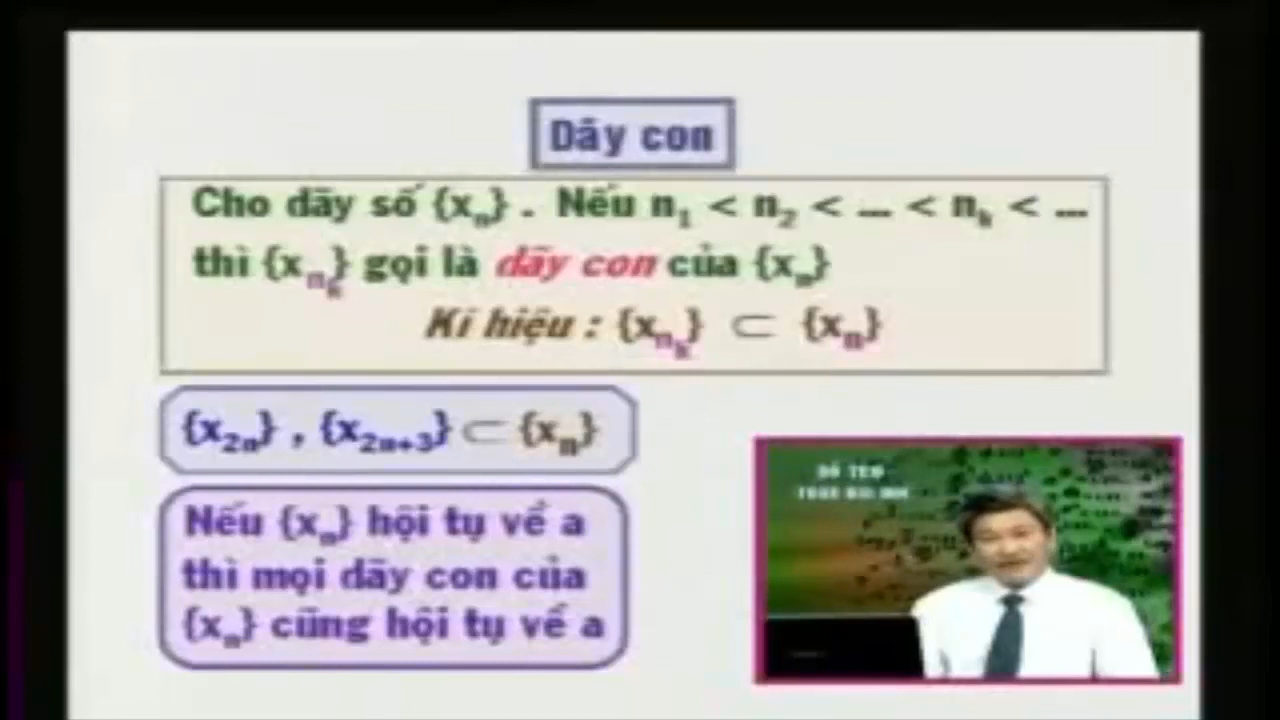 Dãy con
Cho dãy số {xₙ} . Nếu n₁ < n₂ < ... < nₖ < ...
thì {xₙₖ} gọi là dãy con của {xₙ}
Kí hiệu : {xₙₖ} ⊂ {xₙ}
{x₂ₙ} , {x₂ₙ₊₃} ⊂ {xₙ}
Nếu {xₙ} hội tụ về a
thì mọi dãy con của
{xₙ} cũng hội tụ về a